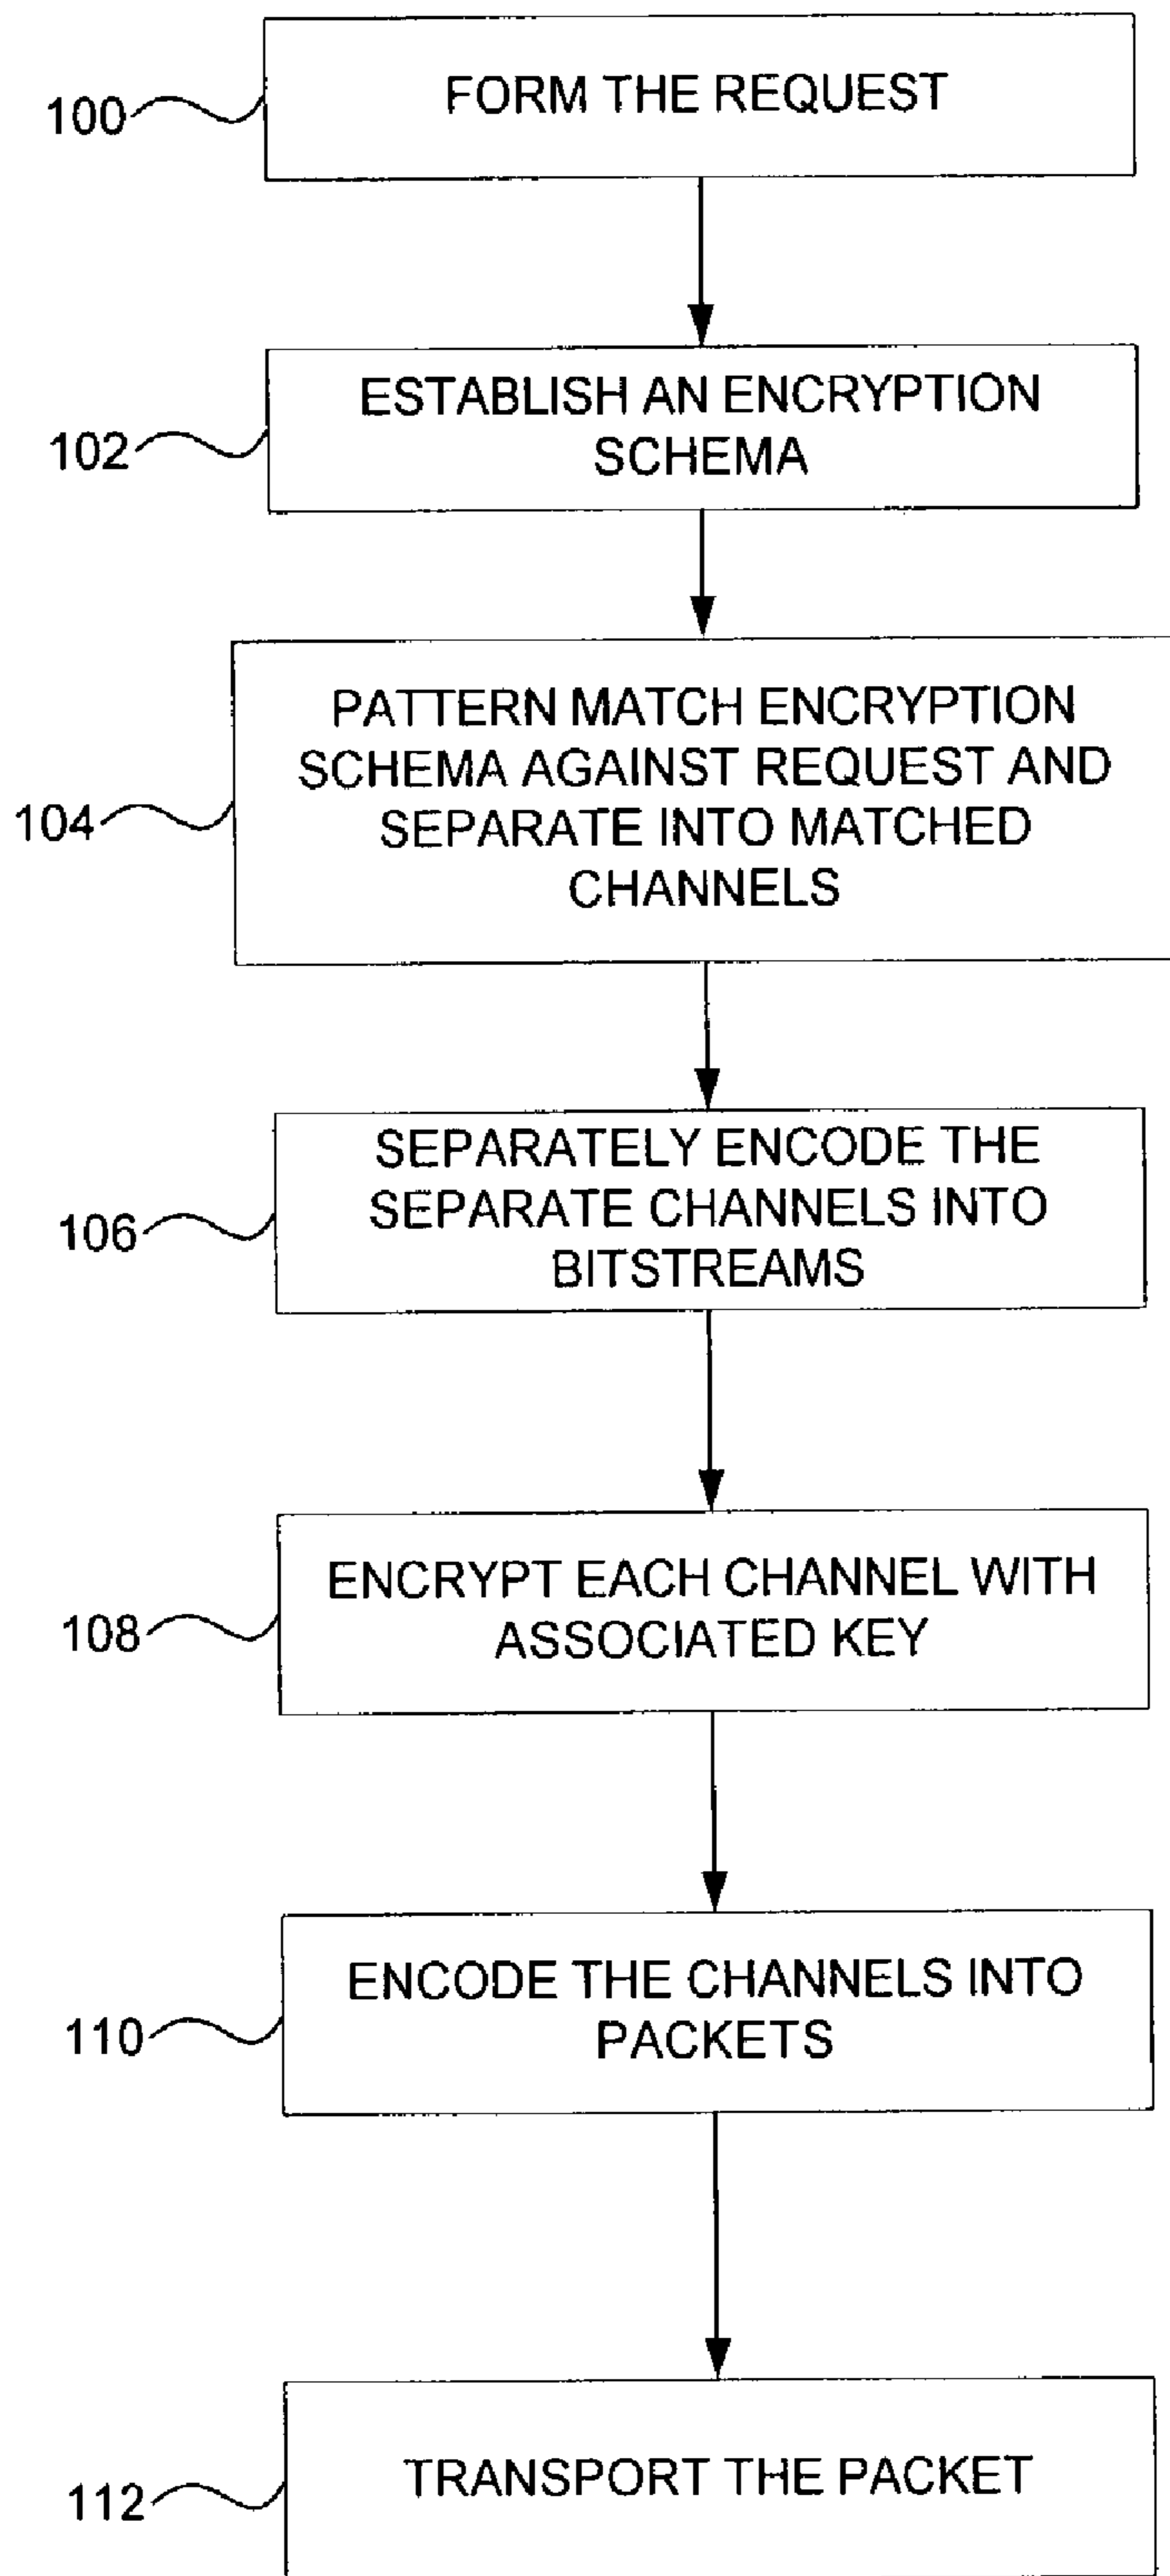 100
FORM THE REQUEST
102
ESTABLISH AN ENCRYPTION
SCHEMA
104
PATTERN MATCH ENCRYPTION
SCHEMA AGAINST REQUEST AND
SEPARATE INTO MATCHED
CHANNELS
106
SEPARATELY ENCODE THE
SEPARATE CHANNELS INTO
BITSTREAMS
108
ENCRYPT EACH CHANNEL WITH
ASSOCIATED KEY
110
ENCODE THE CHANNELS INTO
PACKETS
112
TRANSPORT THE PACKET